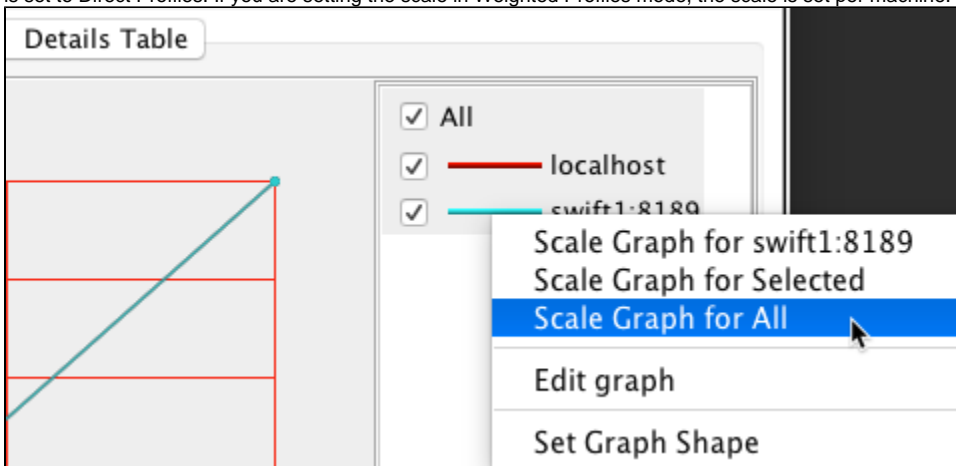 is set to Direct Profiles. If you are setting the scale in Weighted Profiles mode, the scale is set per machine.
Details Table
All
localhost
swift1:8189
Scale Graph for swift1:8189
Scale Graph for Selected
Scale Graph for All
Edit graph
Set Graph Shape